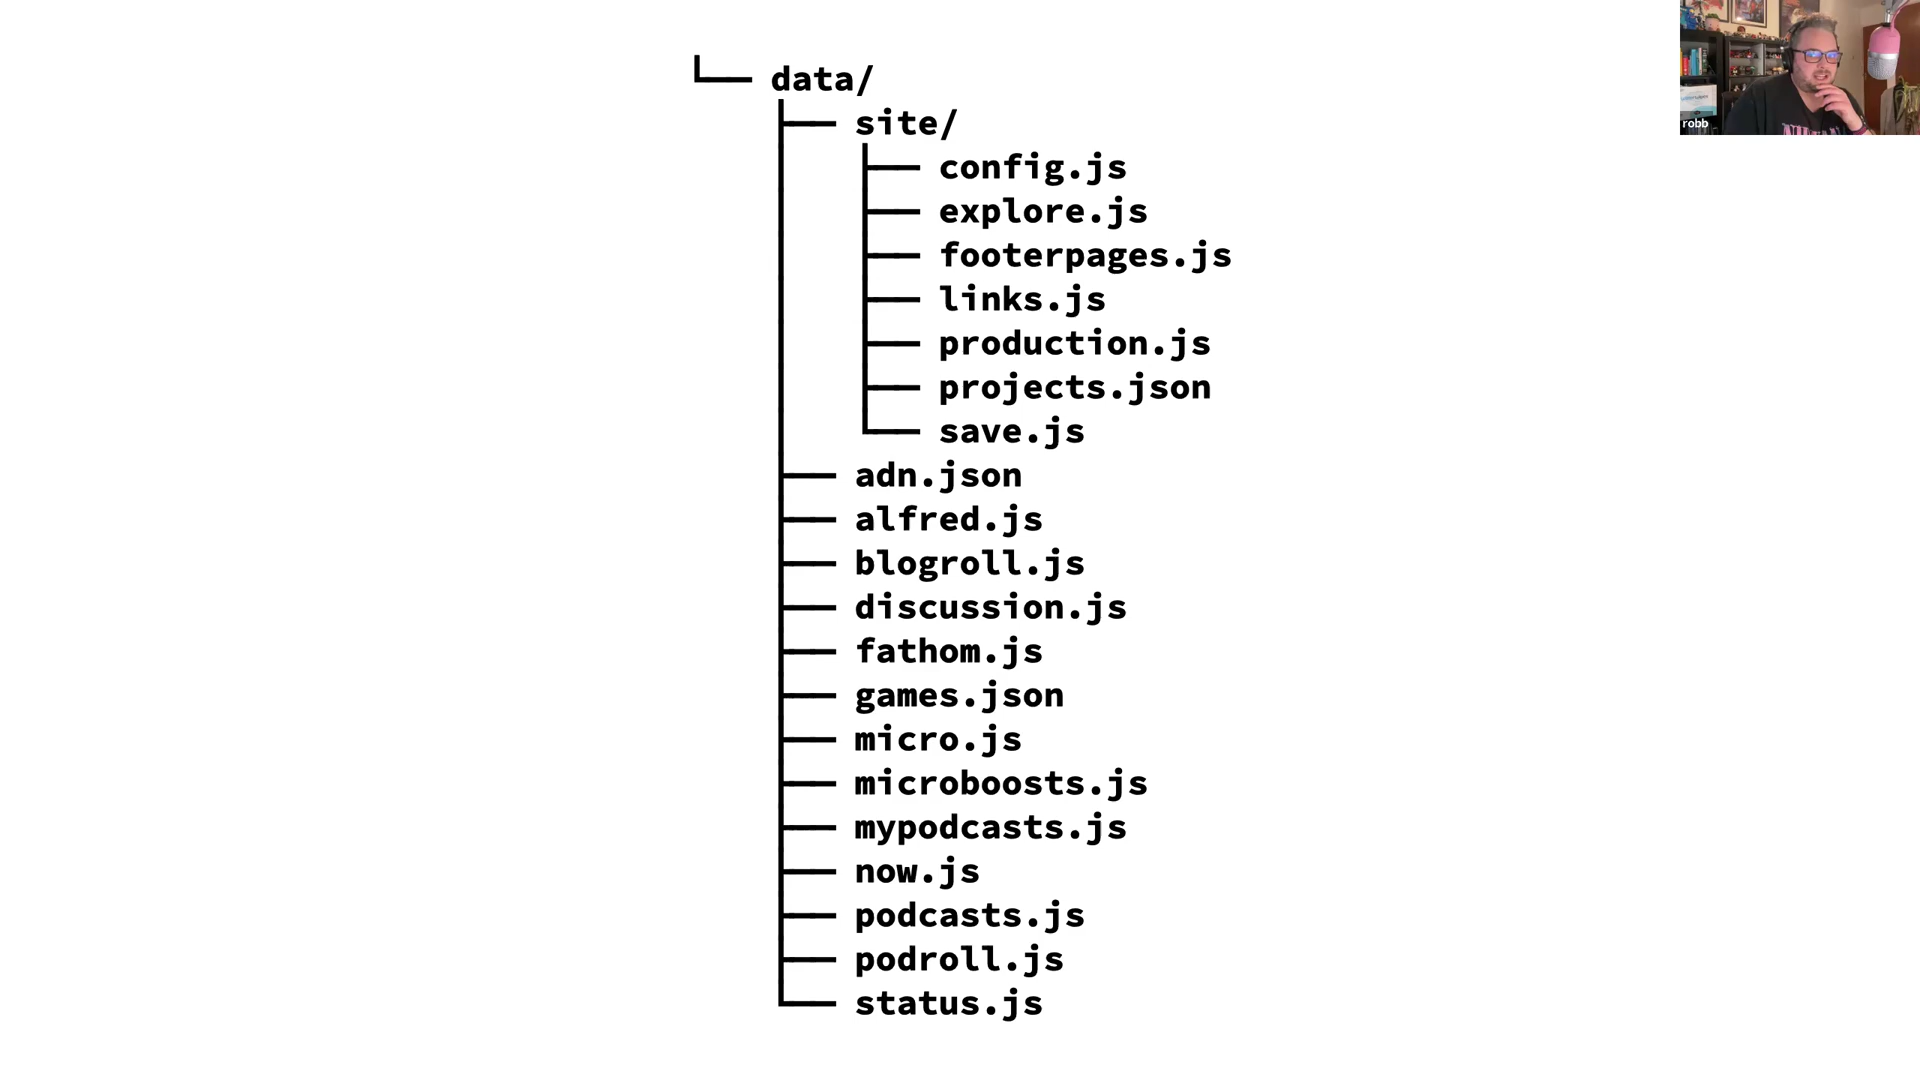 data/
site/
config.js
explore.js
footerpages.js
links.js
production.js
projects.json
save.js
adn.json
alfred.js
blogroll.js
discussion.js
fathom.js
games.json
micro.js
microboosts.js
mypodcasts.js
now.js
podcasts.js
podroll.js
status.js
robb